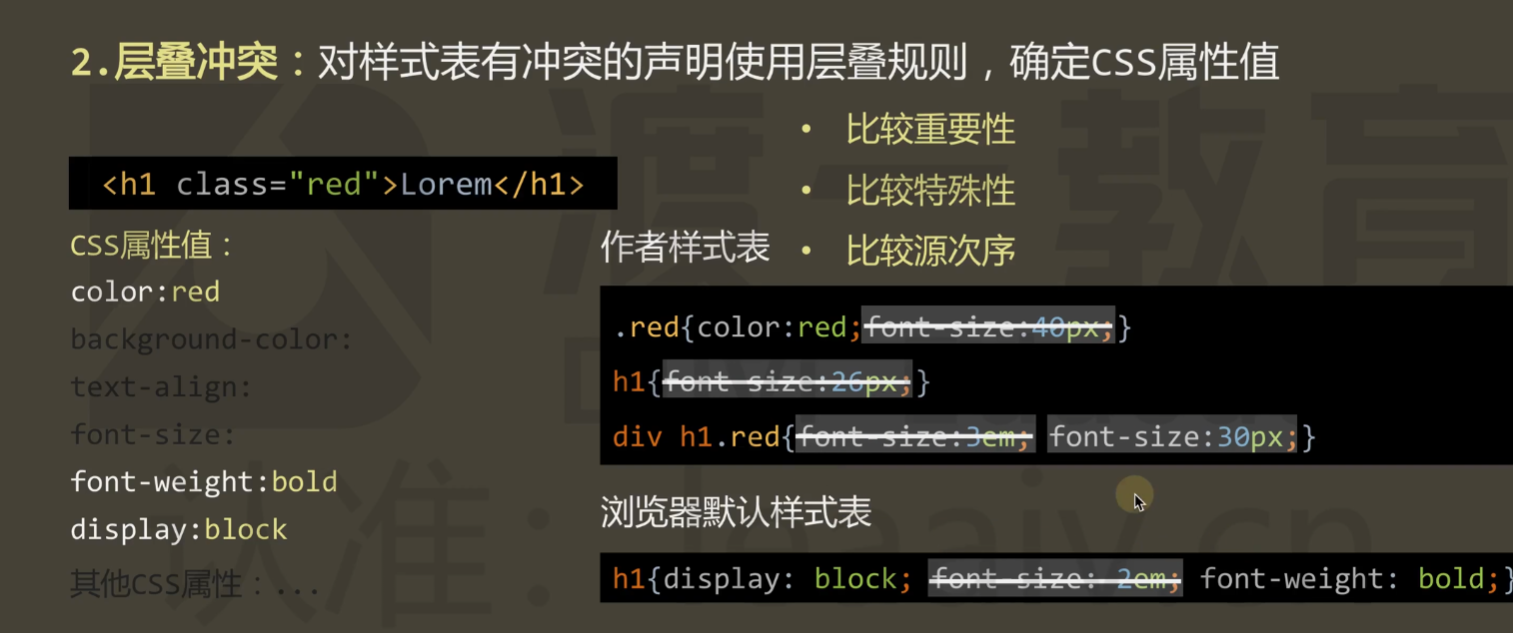 2.层叠冲突：对样式表有冲突的声明使用层叠规则，确定CSS属性值
• 比较重要性
<h1 class="red">Lorem</h1>
• 比较特殊性
CSS属性值：
作者样式表
• 比较源次序
color:red
background-color:
text-align:
font-size:
font-weight:bold
display:block
其他CSS属性：...
.red{color:red;font-size:40px;}
h1{font-size:26px;}
div h1.red{font-size:3em; font-size:30px;}
浏览器默认样式表
h1{display: block; font-size: 2em; font-weight: bold;}
渡一教育
认准：